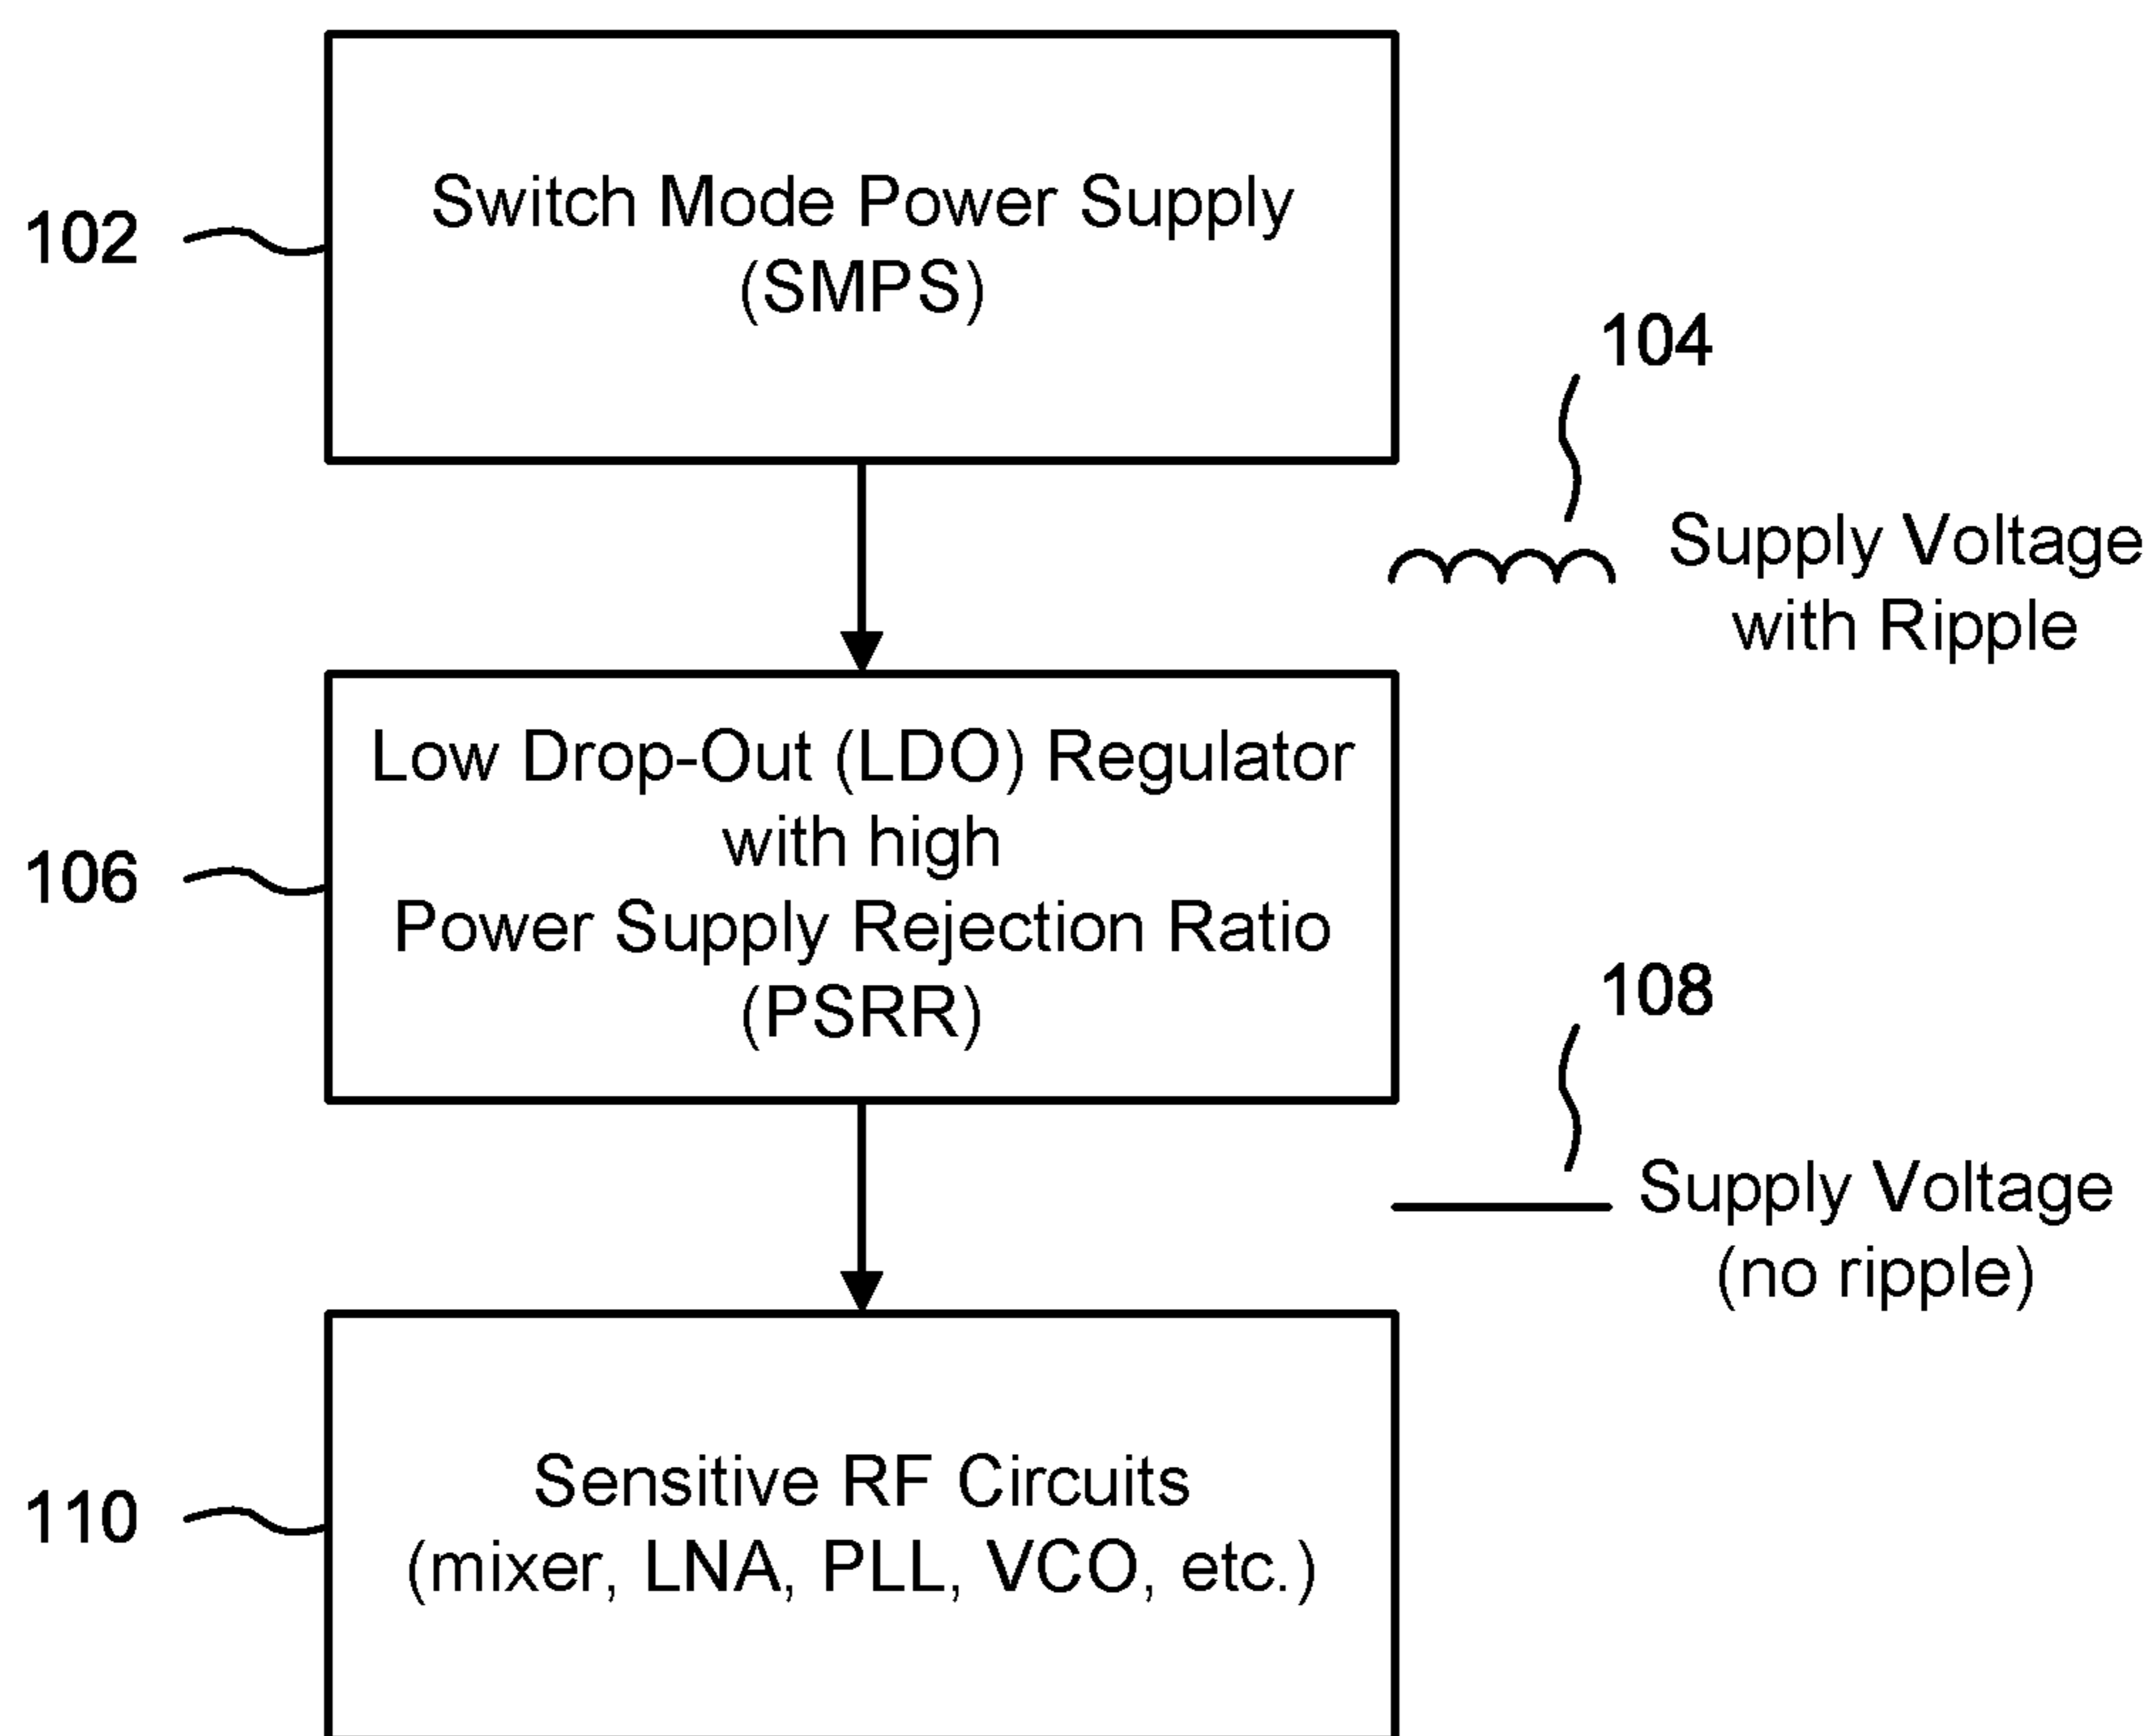 102
Switch Mode Power Supply
(SMPS)
104
Supply Voltage
with Ripple
106
Low Drop-Out (LDO) Regulator
with high
Power Supply Rejection Ratio
(PSRR)
108
Supply Voltage
(no ripple)
110
Sensitive RF Circuits
(mixer, LNA, PLL, VCO, etc.)